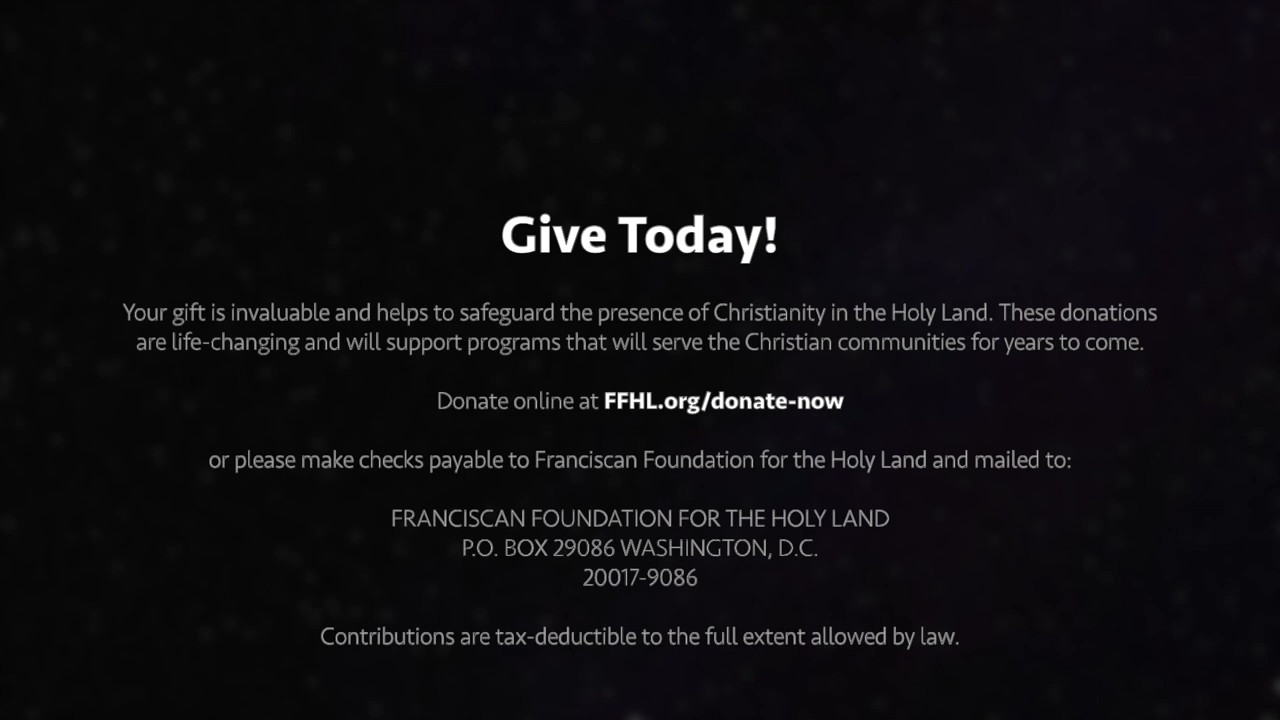 Give Today!
Your gift is invaluable and helps to safeguard the presence of Christianity in the Holy Land. These donations
are life-changing and will support programs that will serve the Christian communities for years to come.
Donate online at FFHL.org/donate-now
or please make checks payable to Franciscan Foundation for the Holy Land and mailed to:
FRANCISCAN FOUNDATION FOR THE HOLY LAND
P.O. BOX 29086 WASHINGTON, D.C.
20017-9086
Contributions are tax-deductible to the full extent allowed by law.